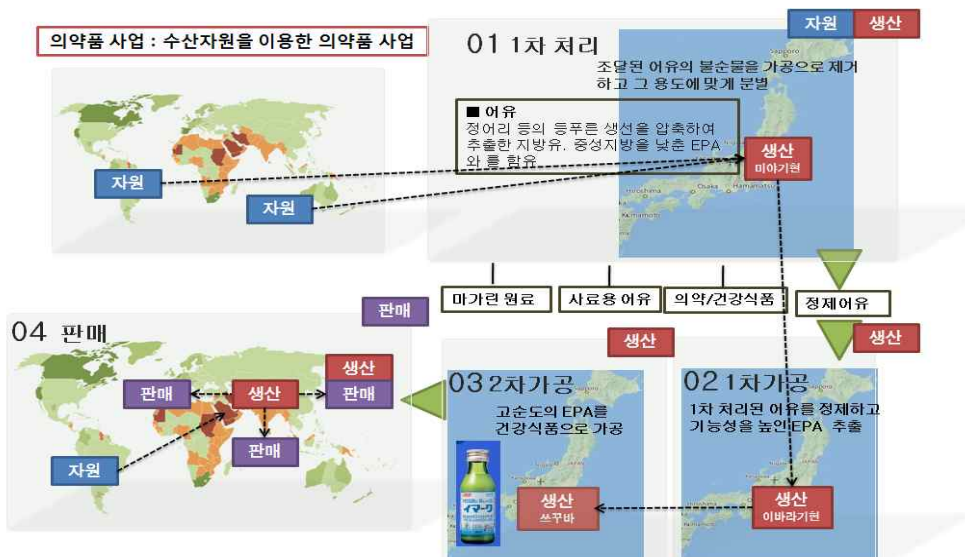 의약품 사업 : 수산자원을 이용한 의약품 사업
자원
생산
01 1차 처리
조달된 어유의 불순물을 가공으로 제거
하고 그 용도에 맞게 분별
■ 어유
정어리 등의 등푸른 생선을 압축하여
추출한 지방유. 중성지방을 낮춘 EPA
와 를 함유
자원
자원
생산
미야기현
Sapporo
Hiroshima
Osaka
Hamamatsu
Kumamoto
마가린 원료
사료용 어유
의약/건강식품
정제어유
판매
생산
생산
04 판매
생산
판매
생산
판매
판매
자원
03 2차가공
고순도의 EPA를
건강식품으로 가공
イマーク
생산
쓰꾸바
02 1차가공
1차 처리된 어유를 정제하고
기능성을 높인 EPA 추출
생산
이바라기현